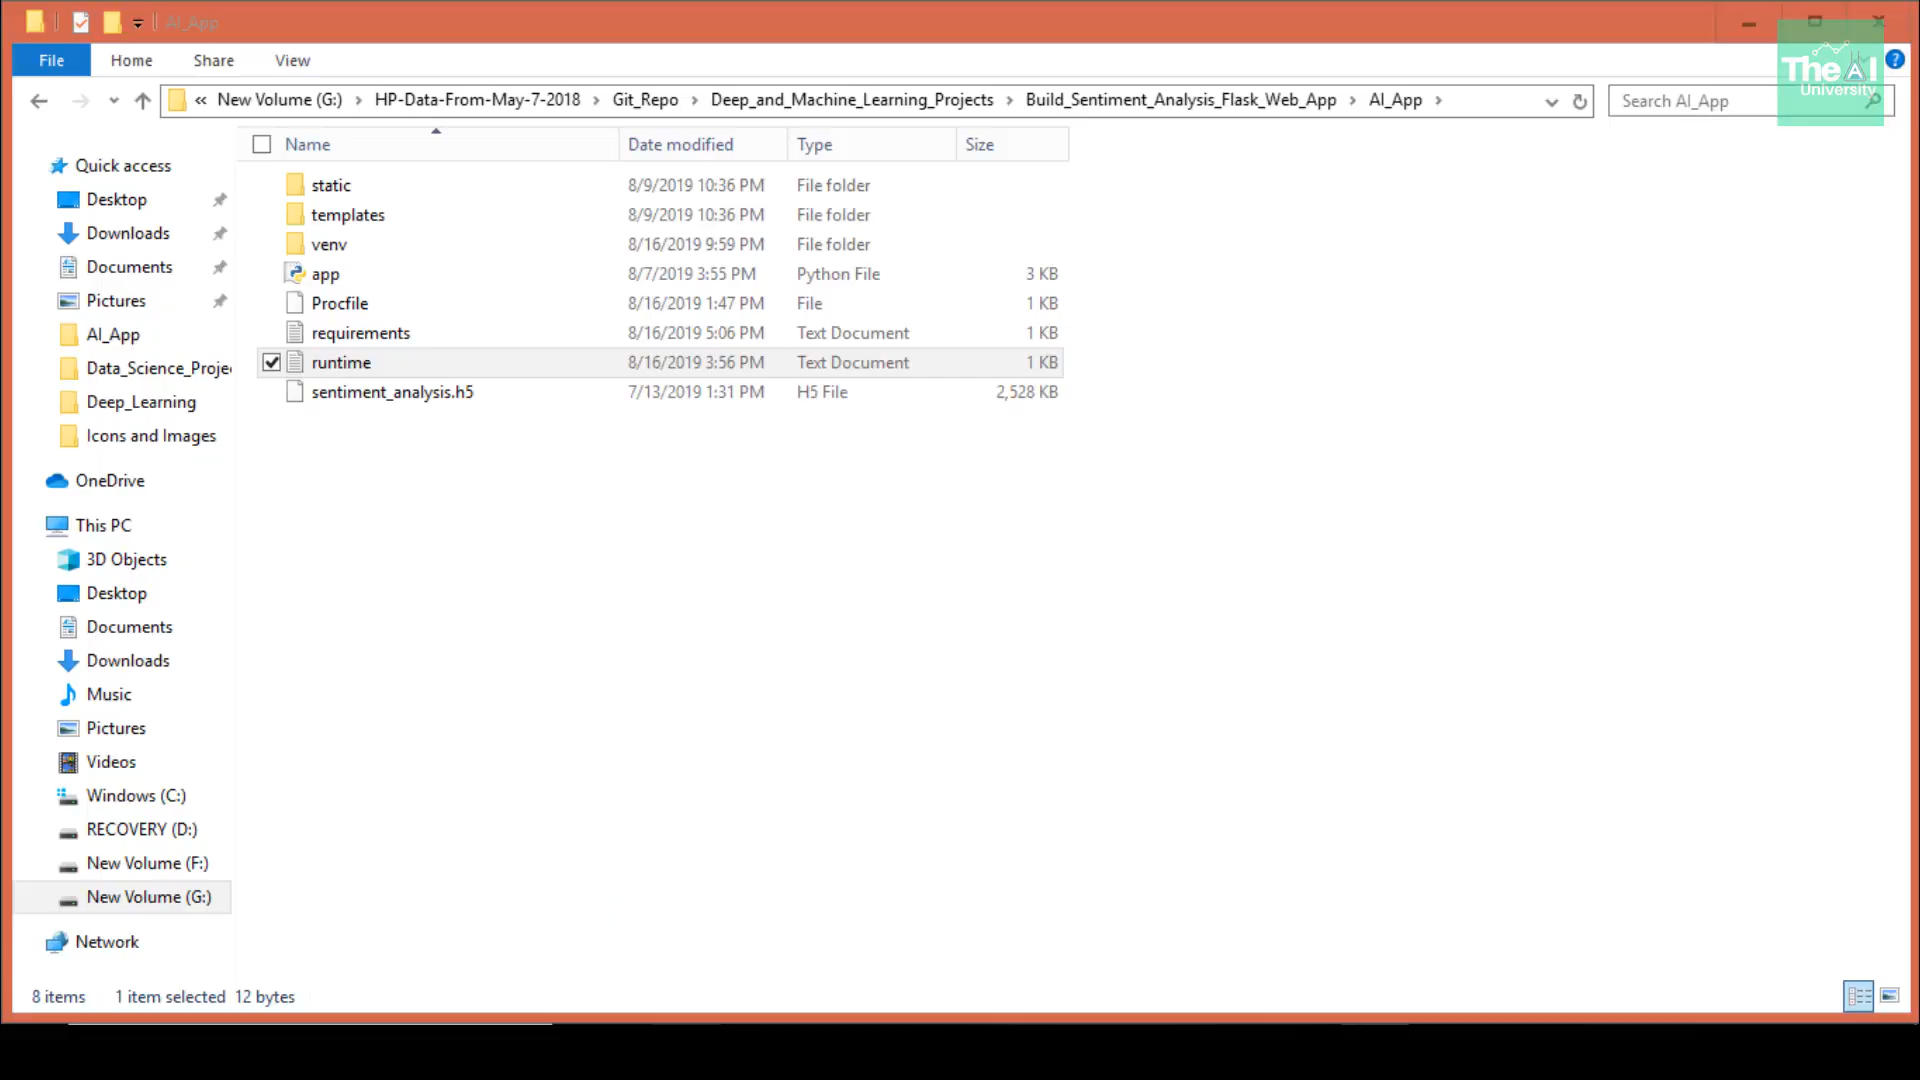 AI_App
File Home Share View
« New Volume (G:) › HP-Data-From-May-7-2018 › Git_Repo › Deep_and_Machine_Learning_Projects › Build_Sentiment_Analysis_Flask_Web_App › AI_App ›
Search AI_App
The AI
University
Name Date modified Type Size
static 8/9/2019 10:36 PM File folder
templates 8/9/2019 10:36 PM File folder
venv 8/16/2019 9:59 PM File folder
app 8/7/2019 3:55 PM Python File 3 KB
Procfile 8/16/2019 1:47 PM File 1 KB
requirements 8/16/2019 5:06 PM Text Document 1 KB
runtime 8/16/2019 3:56 PM Text Document 1 KB
sentiment_analysis.h5 7/13/2019 1:31 PM H5 File 2,528 KB
Quick access
Desktop
Downloads
Documents
Pictures
AI_App
Data_Science_Proje
Deep_Learning
Icons and Images
OneDrive
This PC
3D Objects
Desktop
Documents
Downloads
Music
Pictures
Videos
Windows (C:)
RECOVERY (D:)
New Volume (F:)
New Volume (G:)
Network
8 items 1 item selected 12 bytes